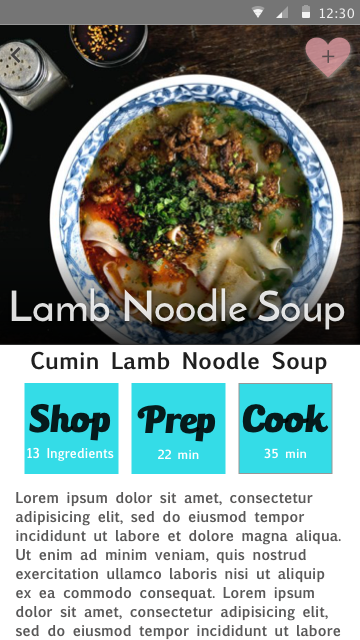 12:30
Lamb Noodle Soup
Cumin Lamb Noodle Soup
Shop Prep Cook
13 Ingredients 22 min 35 min
Lorem ipsum dolor sit amet, consectetur
adipisicing elit, sed do eiusmod tempor
incididunt ut labore et dolore magna aliqua.
Ut enim ad minim veniam, quis nostrud
exercitation ullamco laboris nisi ut aliquip
ex ea commodo consequat. Lorem ipsum
dolor sit amet, consectetur adipisicing elit,
sed do eiusmod tempor incididunt ut labore